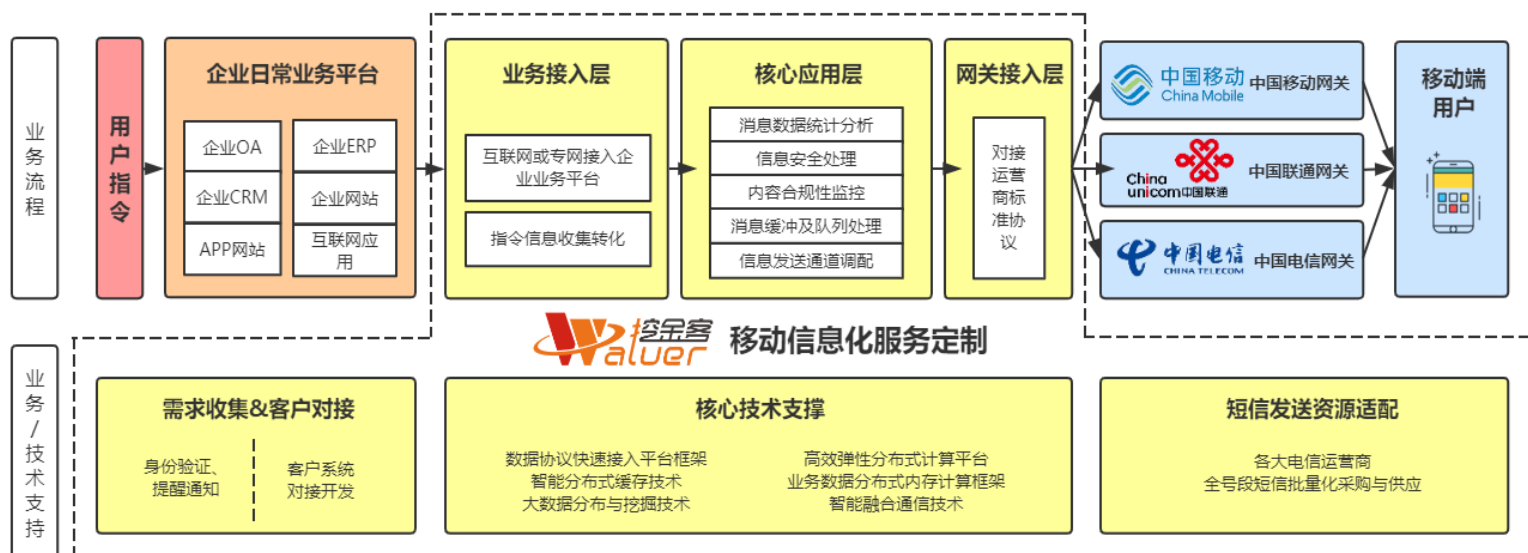 业务流程
用户指令
企业日常业务平台
企业OA
企业ERP
企业CRM
企业网站
APP网站
互联网应
用
业务接入层
互联网或专网接入企
业业务平台
指令信息收集转化
核心应用层
消息数据统计分析
信息安全处理
内容合规性监控
消息缓冲及队列处理
信息发送通道调配
网关接入层
对接
运营
商标
准协
议
中国移动
China Mobile
中国移动网关
China
unicom中国联通
中国联通网关
中国电信
CHINA TELECOM
中国电信网关
移动端
用户
挖金客
Waluer
移动信息化服务定制
业务/技术支持
需求收集&客户对接
身份验证、
提醒通知
客户系统
对接开发
核心技术支撑
数据协议快速接入平台框架
智能分布式缓存技术
大数据分布与挖掘技术
高效弹性分布式计算平台
业务数据分布式内存计算框架
智能融合通信技术
短信发送资源适配
各大电信运营商
全号段短信批量化采购与供应